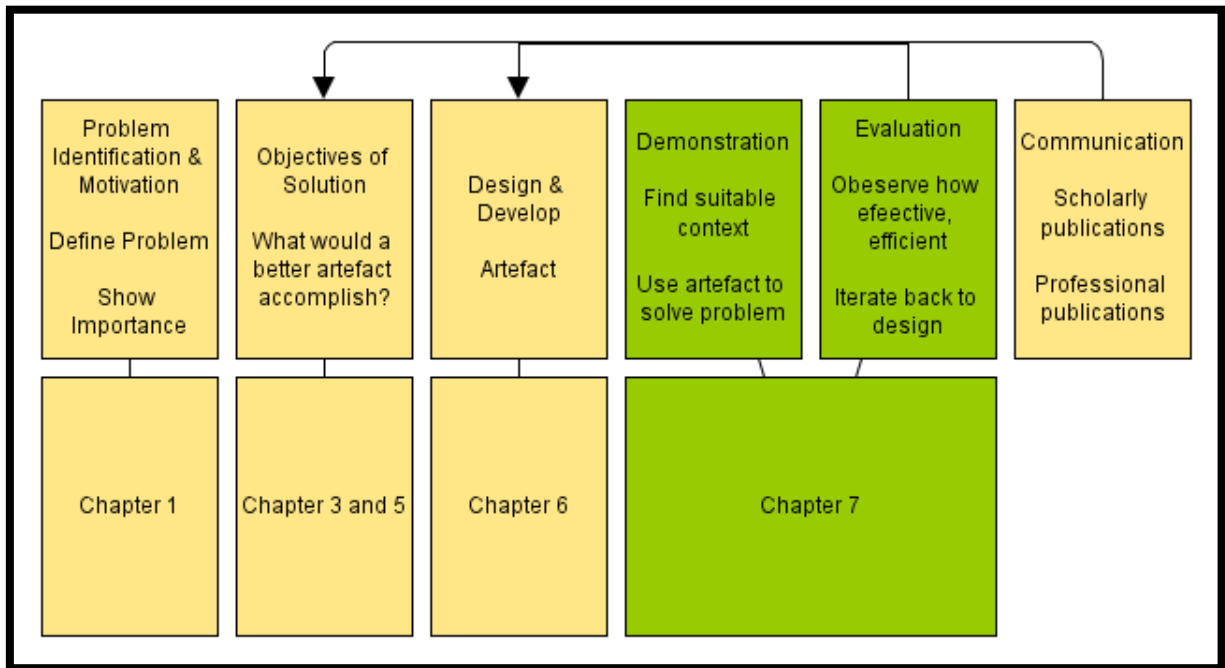 Problem
Identification &
Motivation
Define Problem
Show
Importance
Objectives of
Solution
What would a
better artefact
accomplish?
Design &
Develop
Artefact
Demonstration
Find suitable
context
Use artefact to
solve problem
Evaluation
Obeserve how
efeective,
efficient
Iterate back to
design
Communication
Scholarly
publications
Professional
publications
Chapter 1
Chapter 3 and 5
Chapter 6
Chapter 7